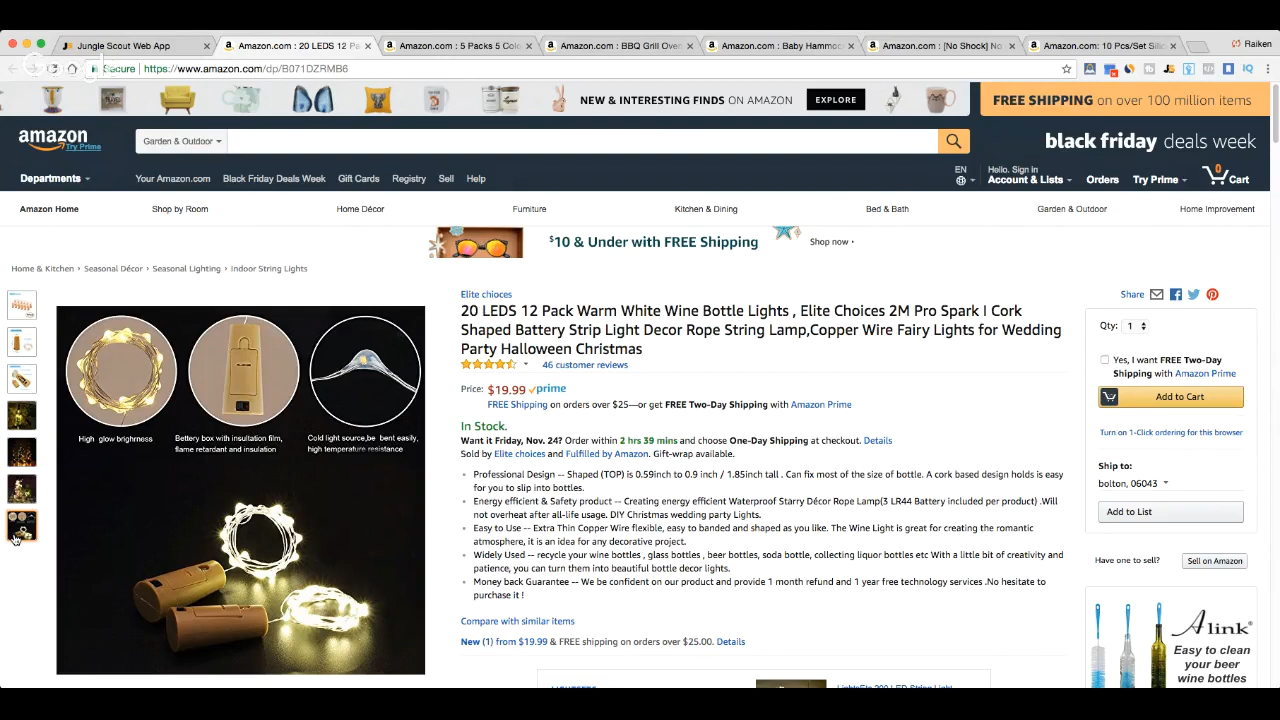 Jungle Scout Web App
Amazon.com : 20 LEDS 12 Pa
Amazon.com : 5 Packs 5 Colo
Amazon.com : BBQ Grill Oven
Amazon.com : Baby Hammoc
Amazon.com : [No Shock] No
Amazon.com: 10 Pcs/Set Sili
Raiken
Secure https://www.amazon.com/dp/B071DZRMB6
NEW & INTERESTING FINDS ON AMAZON EXPLORE
FREE SHIPPING on over 100 million items
amazon
Try Prime
Garden & Outdoor
black friday deals week
Departments
Your Amazon.com Black Friday Deals Week Gift Cards Registry Sell Help
EN
Hello. Sign in
Account & Lists
Orders
Try Prime
0
Cart
Amazon Home Shop by Room Home Décor Furniture Kitchen & Dining Bed & Bath Garden & Outdoor Home Improvement
$10 & Under with FREE Shipping Shop now ›
Home & Kitchen › Seasonal Décor › Seasonal Lighting › Indoor String Lights
High glow brighrness
Bettery box with insultation film,
flame retardant and insulation
Cold light source,be bent easily,
high temperature resistance
Elite chioces
20 LEDS 12 Pack Warm White Wine Bottle Lights , Elite Choices 2M Pro Spark I Cork
Shaped Battery Strip Light Decor Rope String Lamp,Copper Wire Fairy Lights for Wedding
Party Halloween Christmas
46 customer reviews
Price: $19.99 prime
FREE Shipping on orders over $25—or get FREE Two-Day Shipping with Amazon Prime
In Stock.
Want it Friday, Nov. 24? Order within 2 hrs 39 mins and choose One-Day Shipping at checkout. Details
Sold by Elite choices and Fulfilled by Amazon. Gift-wrap available.
Professional Design -- Shaped (TOP) is 0.59inch to 0.9 inch / 1.85inch tall . Can fix most of the size of bottle. A cork based design holds is easy
for you to slip into bottles.
Energy efficient & Safety product -- Creating energy efficient Waterproof Starry Décor Rope Lamp(3 LR44 Battery included per product) .Will
not overheat after all-life usage. DIY Christmas wedding party Lights.
Easy to Use -- Extra Thin Copper Wire flexible, easy to banded and shaped as you like. The Wine Light is great for creating the romantic
atmosphere, it is an idea for any decorative project.
Widely Used -- recycle your wine bottles , glass bottles , beer bottles, soda bottle, collecting liquor bottles etc With a little bit of creativity and
patience, you can turn them into beautiful bottle decor lights.
Money back Guarantee -- We be confident on our product and provide 1 month refund and 1 year free technology services .No hesitate to
purchase it !
Compare with similar items
New (1) from $19.99 & FREE shipping on orders over $25.00. Details
Share
Qty: 1
Yes, I want FREE Two-Day
Shipping with Amazon Prime
Add to Cart
Turn on 1-Click ordering for this browser
Ship to:
bolton, 06043
Add to List
Have one to sell? Sell on Amazon
Alink®
Easy to clean
your beer
wine bottles